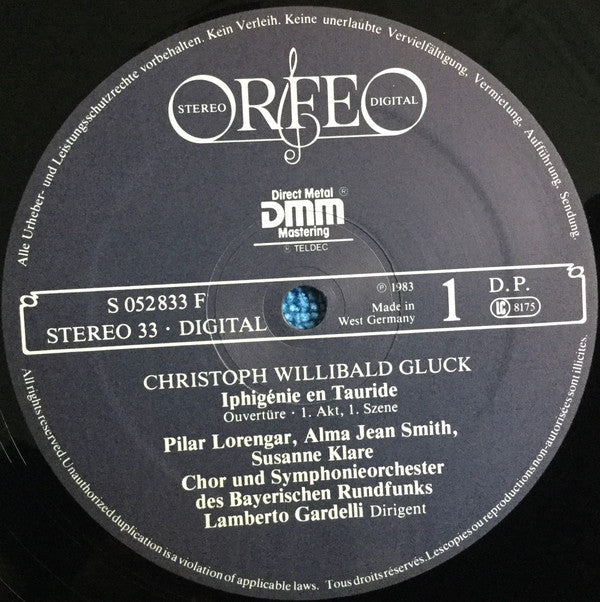 Alle Urheber- und Leistungsschutzrechte vorbehalten. Kein Verleih. Keine unerlaubte Vervielfältigung, Vermietung, Aufführung, Sendung.
STEREO ORFEO DIGITAL
Direct Metal ®
DMM
Mastering
® TELDEC
S 052833 F
STEREO 33 · DIGITAL
℗ 1983
Made in
West Germany
1
D. P.
LC 8175
CHRISTOPH WILLIBALD GLUCK
Iphigénie en Tauride
Ouvertüre · 1. Akt, 1. Szene
Pilar Lorengar, Alma Jean Smith,
Susanne Klare
Chor und Symphonieorchester
des Bayerischen Rundfunks
Lamberto Gardelli Dirigent
All rights reserved. Unauthorized duplication is a violation of applicable laws. Tous droits réservés. Les copies ou reproductions non-autorisées sont illicites.